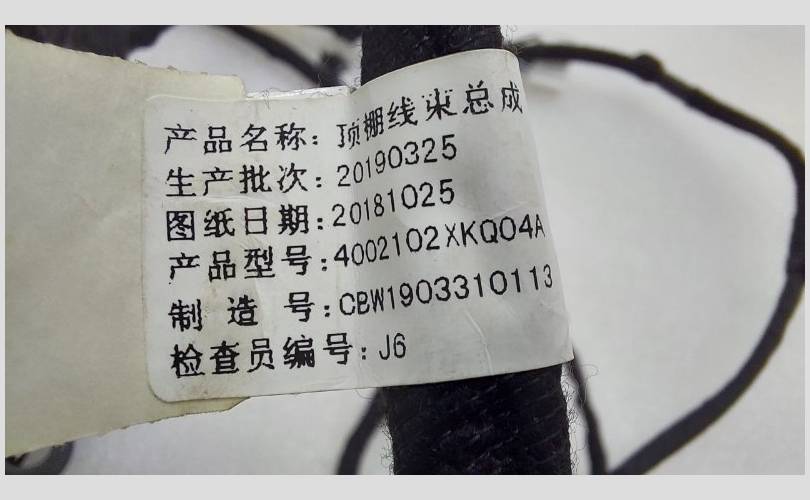 产品名称：顶棚线束总成
生产批次：20190325
图纸日期：20181025
产品型号：4002102XKQ04A
制 造 号：CBW1903310113
检查员编号：J6